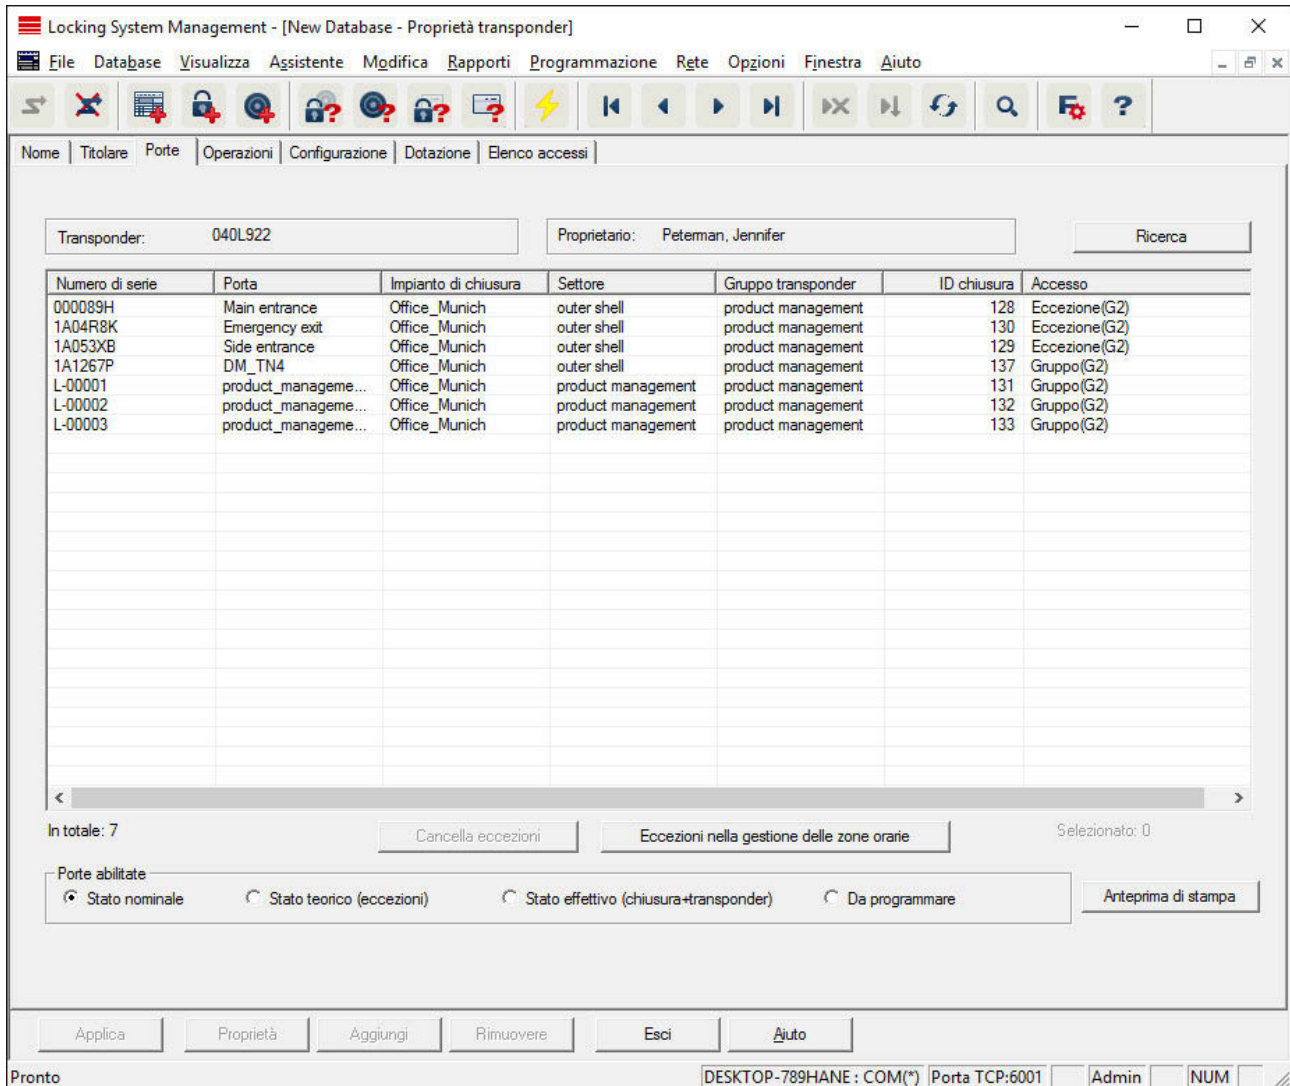 Locking System Management - [New Database - Proprietà transponder]
File Database Visualizza Assistente Modifica Rapporti Programmazione Rete Opzioni Finestra Aiuto
Nome Titolare Porte Operazioni Configurazione Dotazione Elenco accessi
Transponder: 040L922 Proprietario: Peterman, Jennifer Ricerca
Numero di serie Porta Impianto di chiusura Settore Gruppo transponder ID chiusura Accesso
000089H Main entrance Office_Munich outer shell product management 128 Eccezione(G2)
1A04R8K Emergency exit Office_Munich outer shell product management 130 Eccezione(G2)
1A053XB Side entrance Office_Munich outer shell product management 129 Eccezione(G2)
1A1267P DM_TN4 Office_Munich outer shell product management 137 Gruppo(G2)
L-00001 product_manageme... Office_Munich product management product management 131 Gruppo(G2)
L-00002 product_manageme... Office_Munich product management product management 132 Gruppo(G2)
L-00003 product_manageme... Office_Munich product management product management 133 Gruppo(G2)
In totale: 7 Cancella eccezioni Eccezioni nella gestione delle zone orarie Selezionato: 0
Porte abilitate
Stato nominale Stato teorico (eccezioni) Stato effettivo (chiusura+transponder) Da programmare Anteprima di stampa
Applica Proprietà Aggiungi Rimuovere Esci Aiuto
Pronto DESKTOP-789HANE : COM(*) Porta TCP:6001 Admin NUM